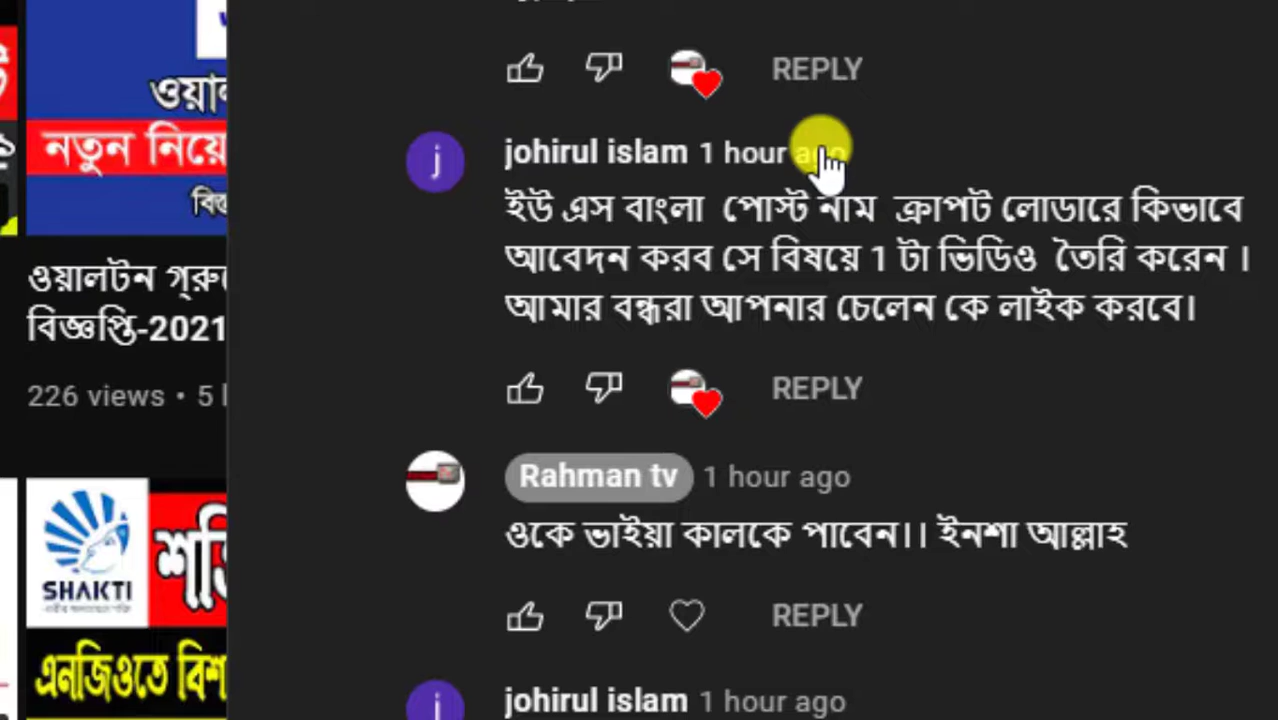 REPLY
johirul islam 1 hour ago
ইউ এস বাংলা পোস্ট নাম ক্রাপট লোডারে কিভাবে
আবেদন করব সে বিষয়ে 1 টা ভিডিও তৈরি করেন ।
আমার বন্ধরা আপনার চেলেন কে লাইক করবে।
REPLY
Rahman tv 1 hour ago
ওকে ভাইয়া কালকে পাবেন।। ইনশা আল্লাহ
REPLY
johirul islam 1 hour ago
নতুন নিয়ে
ওয়ালটন গ্রু
বিজ্ঞপ্তি-2021
226 views • 5
SHAKTI
এনজিওতে বিশ